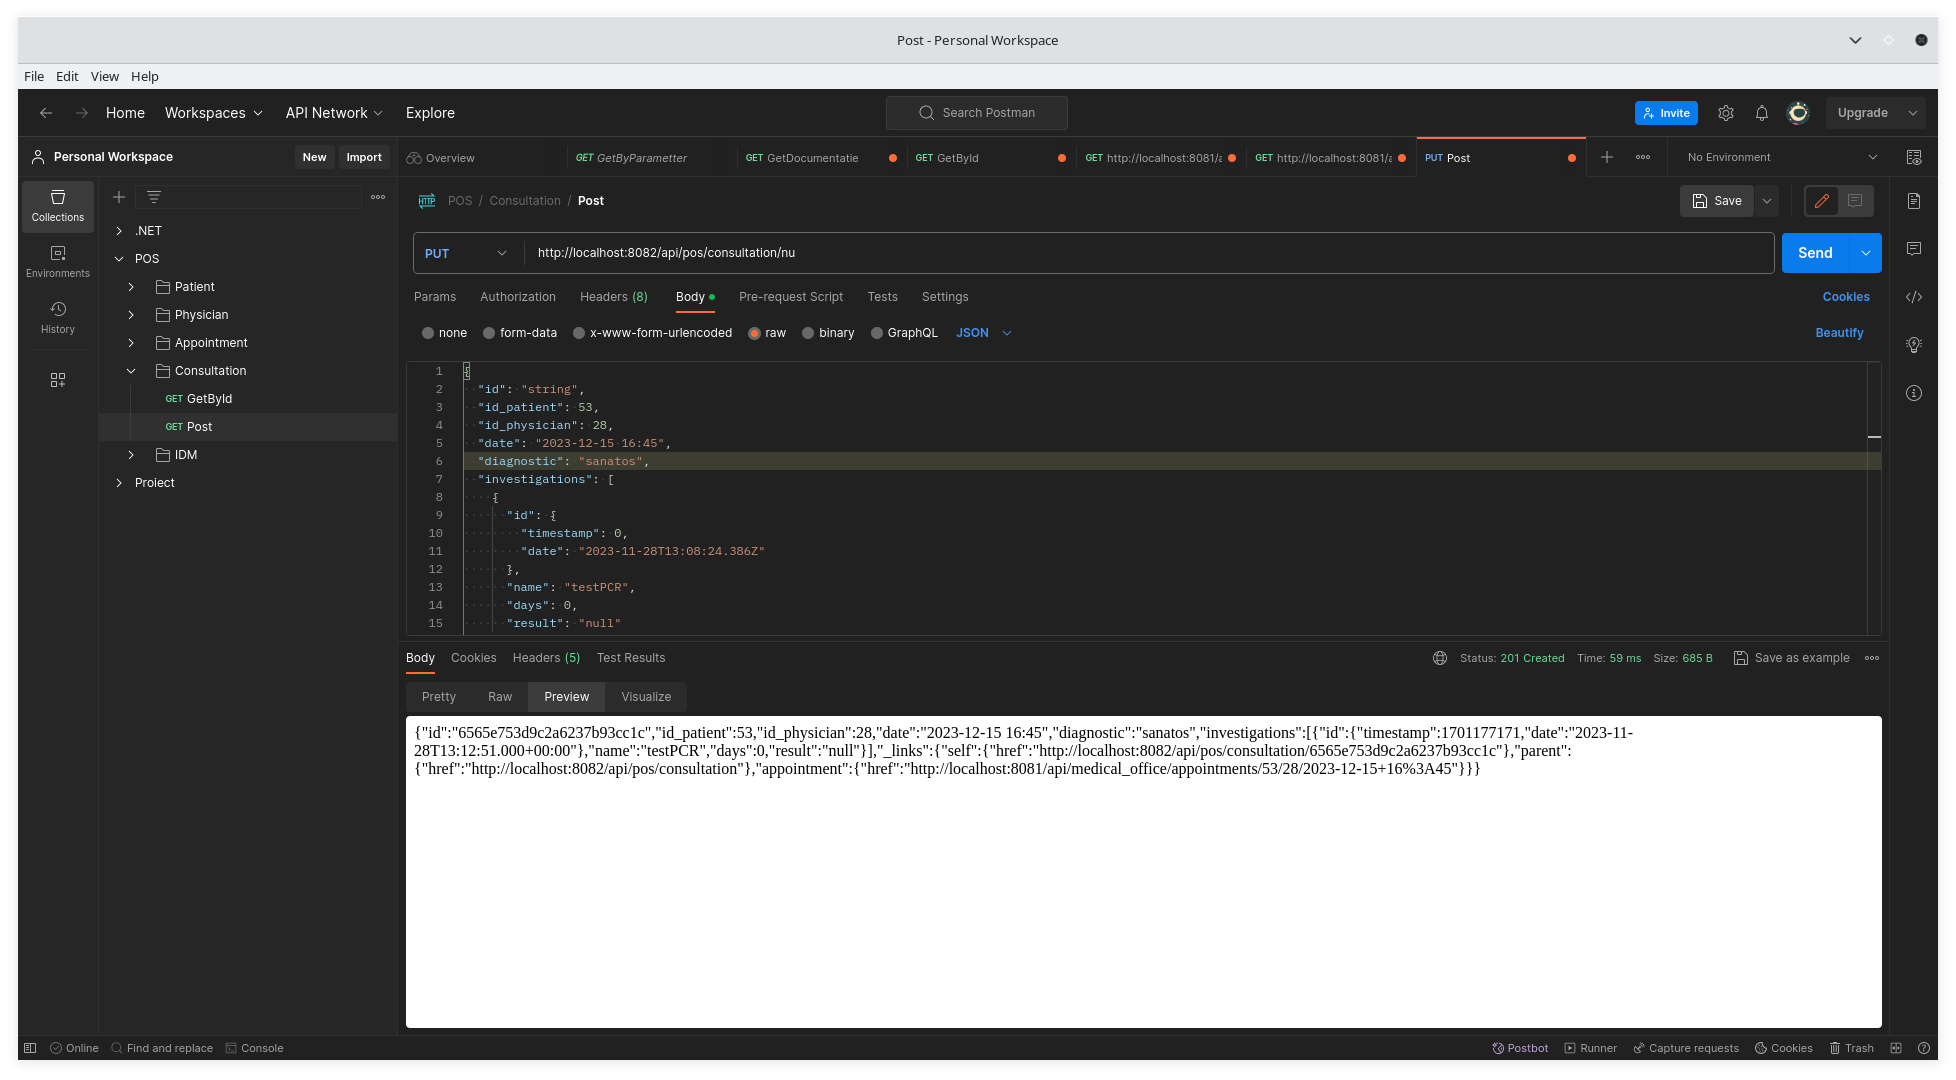 Post - Personal Workspace
File Edit View Help
Home Workspaces API Network Explore Search Postman Invite Upgrade
Personal Workspace New Import
Overview GET GetByParametter GET GetDocumentatie GET GetById GET http://localhost:8081/a GET http://localhost:8081/a PUT Post No Environment
Collections
Environments
History
.NET
POS
Patient
Physician
Appointment
Consultation
GET GetById
GET Post
IDM
Project
HTTP POS / Consultation / Post Save
PUT http://localhost:8082/api/pos/consultation/nu Send
Params Authorization Headers (8) Body Pre-request Script Tests Settings Cookies
none form-data x-www-form-urlencoded raw binary GraphQL JSON Beautify
1 {
2 "id": "string",
3 "id_patient": 53,
4 "id_physician": 28,
5 "date": "2023-12-15 16:45",
6 "diagnostic": "sanatos",
7 "investigations": [
8 {
9 "id": {
10 "timestamp": 0,
11 "date": "2023-11-28T13:08:24.386Z"
12 },
13 "name": "testPCR",
14 "days": 0,
15 "result": "null"
Body Cookies Headers (5) Test Results Status: 201 Created Time: 59 ms Size: 685 B Save as example
Pretty Raw Preview Visualize
{"id":"6565e753d9c2a6237b93cc1c","id_patient":53,"id_physician":28,"date":"2023-12-15 16:45","diagnostic":"sanatos","investigations":[{"id":{"timestamp":1701177171,"date":"2023-11-
28T13:12:51.000+00:00"},"name":"testPCR","days":0,"result":"null"}],"_links":{"self":{"href":"http://localhost:8082/api/pos/consultation/6565e753d9c2a6237b93cc1c"},"parent":
{"href":"http://localhost:8082/api/pos/consultation"},"appointment":{"href":"http://localhost:8081/api/medical_office/appointments/53/28/2023-12-15+16%3A45"}}}
Online Find and replace Console Postbot Runner Capture requests Cookies Trash